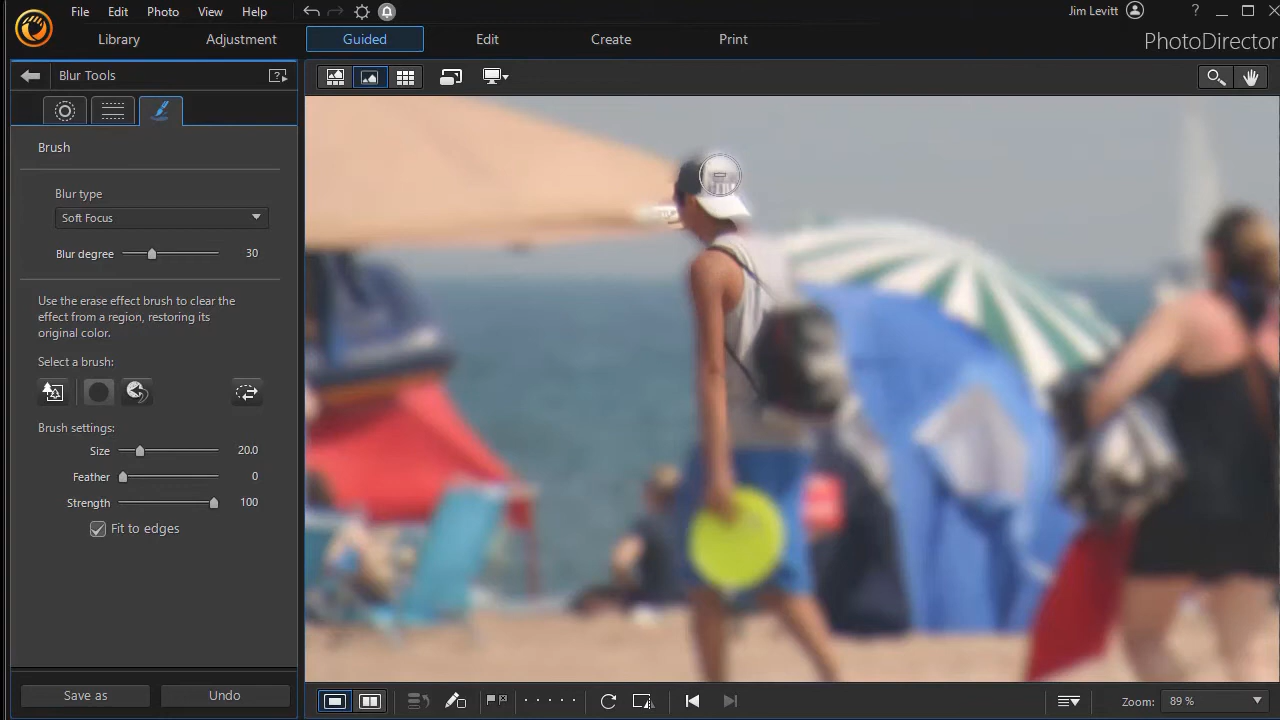 File Edit Photo View Help
Jim Levitt
?
Library Adjustment Guided Edit Create Print
PhotoDirector
Blur Tools
Brush
Blur type
Soft Focus
Blur degree 30
Use the erase effect brush to clear the
effect from a region, restoring its
original color.
Select a brush:
Brush settings:
Size 20.0
Feather 0
Strength 100
Fit to edges
Save as Undo
Zoom: 89 %